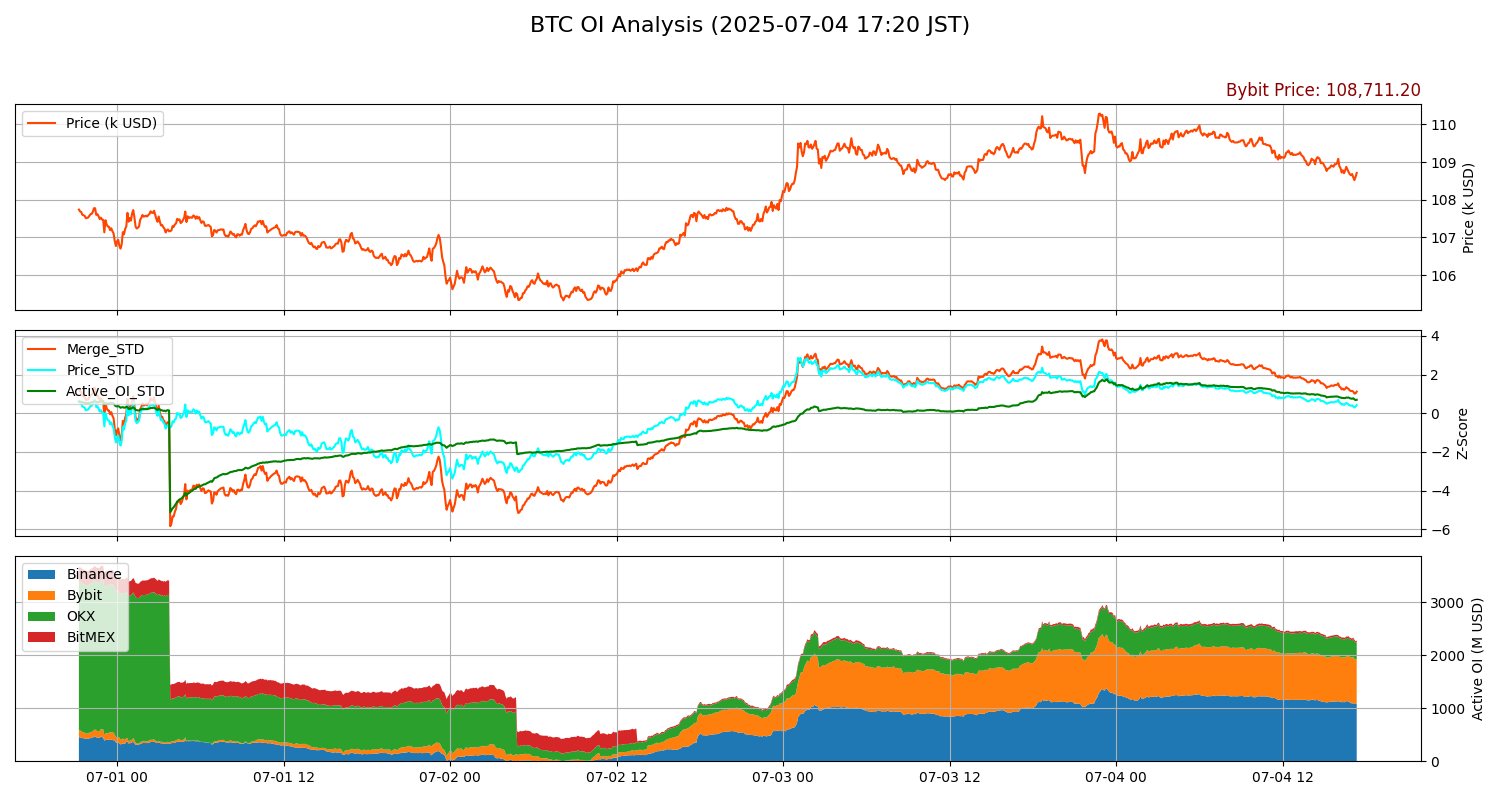 BTC OI Analysis (2025-07-04 17:20 JST)
Bybit Price: 108,711.20
Price (k USD)
110
109
108
107
106
Price (k USD)
Merge_STD
Price_STD
Active_OI_STD
4
2
0
−2
−4
−6
Z-Score
Binance
Bybit
OKX
BitMEX
3000
2000
1000
0
Active OI (M USD)
07-01 00
07-01 12
07-02 00
07-02 12
07-03 00
07-03 12
07-04 00
07-04 12